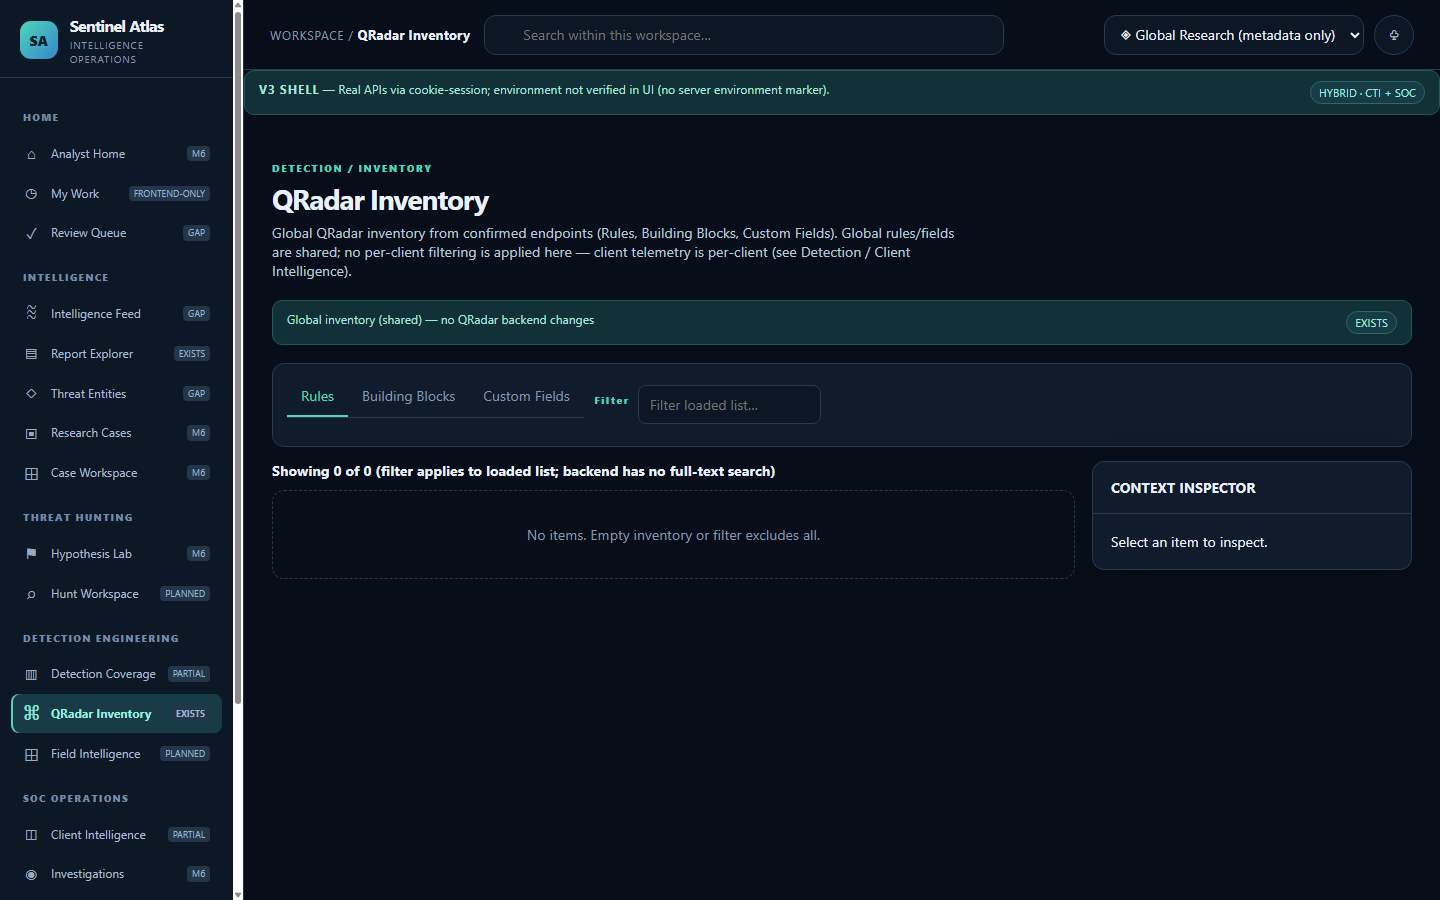 SA
Sentinel Atlas
INTELLIGENCE
OPERATIONS
HOME
Analyst Home M6
My Work FRONTEND-ONLY
Review Queue GAP
INTELLIGENCE
Intelligence Feed GAP
Report Explorer EXISTS
Threat Entities GAP
Research Cases M6
Case Workspace M6
THREAT HUNTING
Hypothesis Lab M6
Hunt Workspace PLANNED
DETECTION ENGINEERING
Detection Coverage PARTIAL
QRadar Inventory EXISTS
Field Intelligence PLANNED
SOC OPERATIONS
Client Intelligence PARTIAL
Investigations M6
WORKSPACE / QRadar Inventory
Search within this workspace...
◈ Global Research (metadata only)
V3 SHELL — Real APIs via cookie-session; environment not verified in UI (no server environment marker).
HYBRID · CTI + SOC
DETECTION / INVENTORY
QRadar Inventory
Global QRadar inventory from confirmed endpoints (Rules, Building Blocks, Custom Fields). Global rules/fields
are shared; no per-client filtering is applied here — client telemetry is per-client (see Detection / Client
Intelligence).
Global inventory (shared) — no QRadar backend changes
EXISTS
Rules Building Blocks Custom Fields Filter Filter loaded list...
Showing 0 of 0 (filter applies to loaded list; backend has no full-text search)
No items. Empty inventory or filter excludes all.
CONTEXT INSPECTOR
Select an item to inspect.